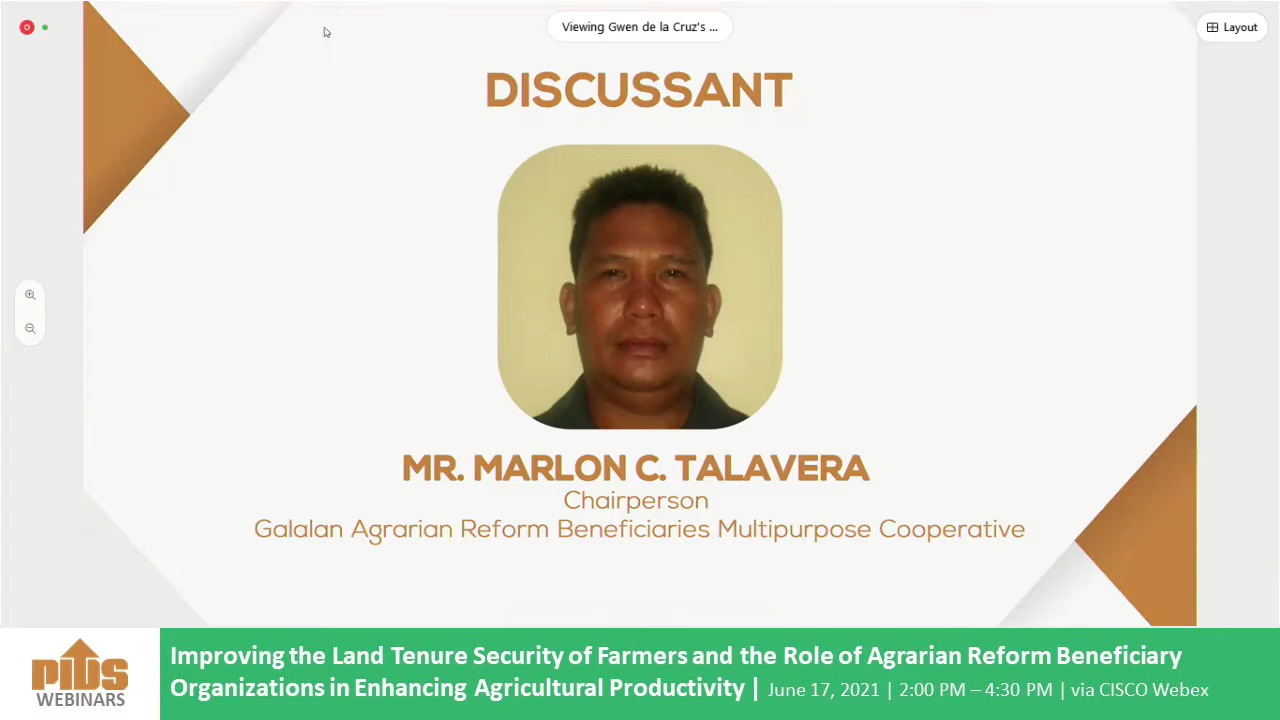 Viewing Gwen de la Cruz's ...
Layout
DISCUSSANT
MR. MARLON C. TALAVERA
Chairperson
Galalan Agrarian Reform Beneficiaries Multipurpose Cooperative
PIDS
WEBINARS
Improving the Land Tenure Security of Farmers and the Role of Agrarian Reform Beneficiary
Organizations in Enhancing Agricultural Productivity | June 17, 2021 | 2:00 PM – 4:30 PM | via CISCO Webex